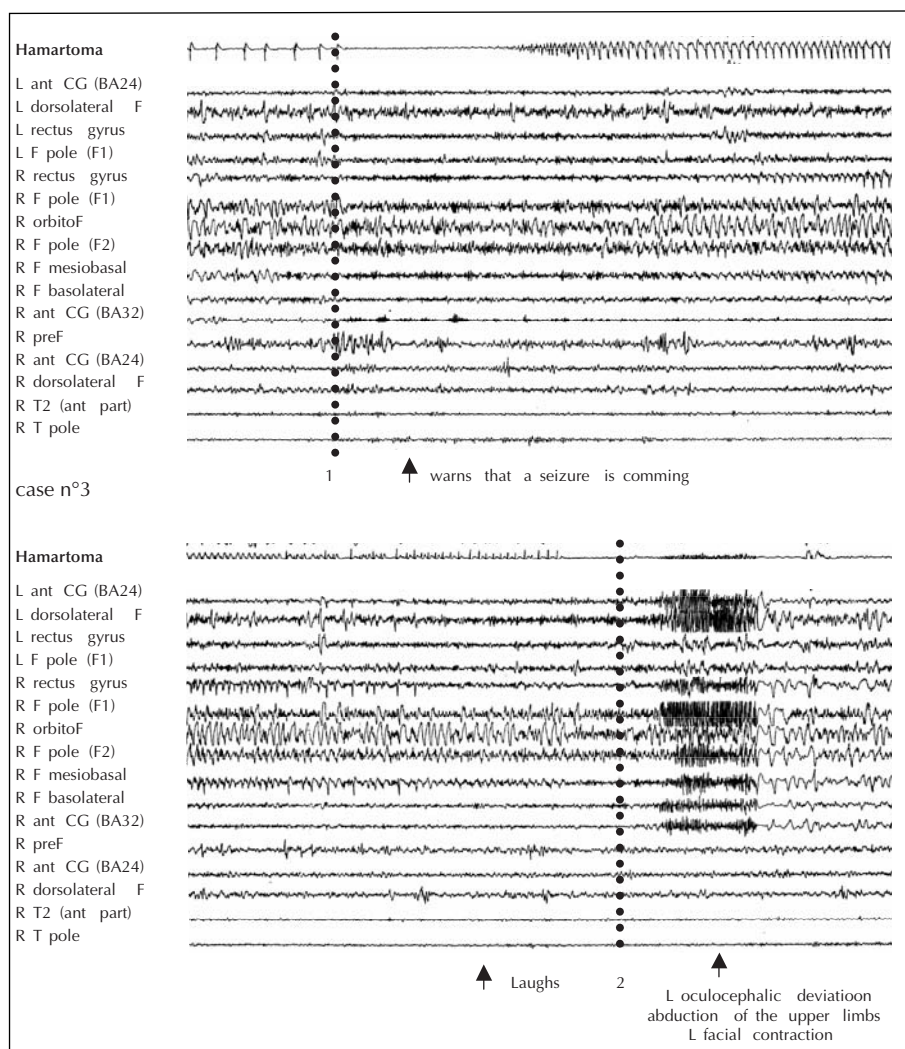 Hamartoma
L ant CG (BA24)
L dorsolateral F
L rectus gyrus
L F pole (F1)
R rectus gyrus
R F pole (F1)
R orbitoF
R F pole (F2)
R F mesiobasal
R F basolateral
R ant CG (BA32)
R preF
R ant CG (BA24)
R dorsolateral F
R T2 (ant part)
R T pole
1 warns that a seizure is comming
case n°3
Hamartoma
L ant CG (BA24)
L dorsolateral F
L rectus gyrus
L F pole (F1)
R rectus gyrus
R F pole (F1)
R orbitoF
R F pole (F2)
R F mesiobasal
R F basolateral
R ant CG (BA32)
R preF
R ant CG (BA24)
R dorsolateral F
R T2 (ant part)
R T pole
Laughs 2
L oculocephalic deviatioon
abduction of the upper limbs
L facial contraction